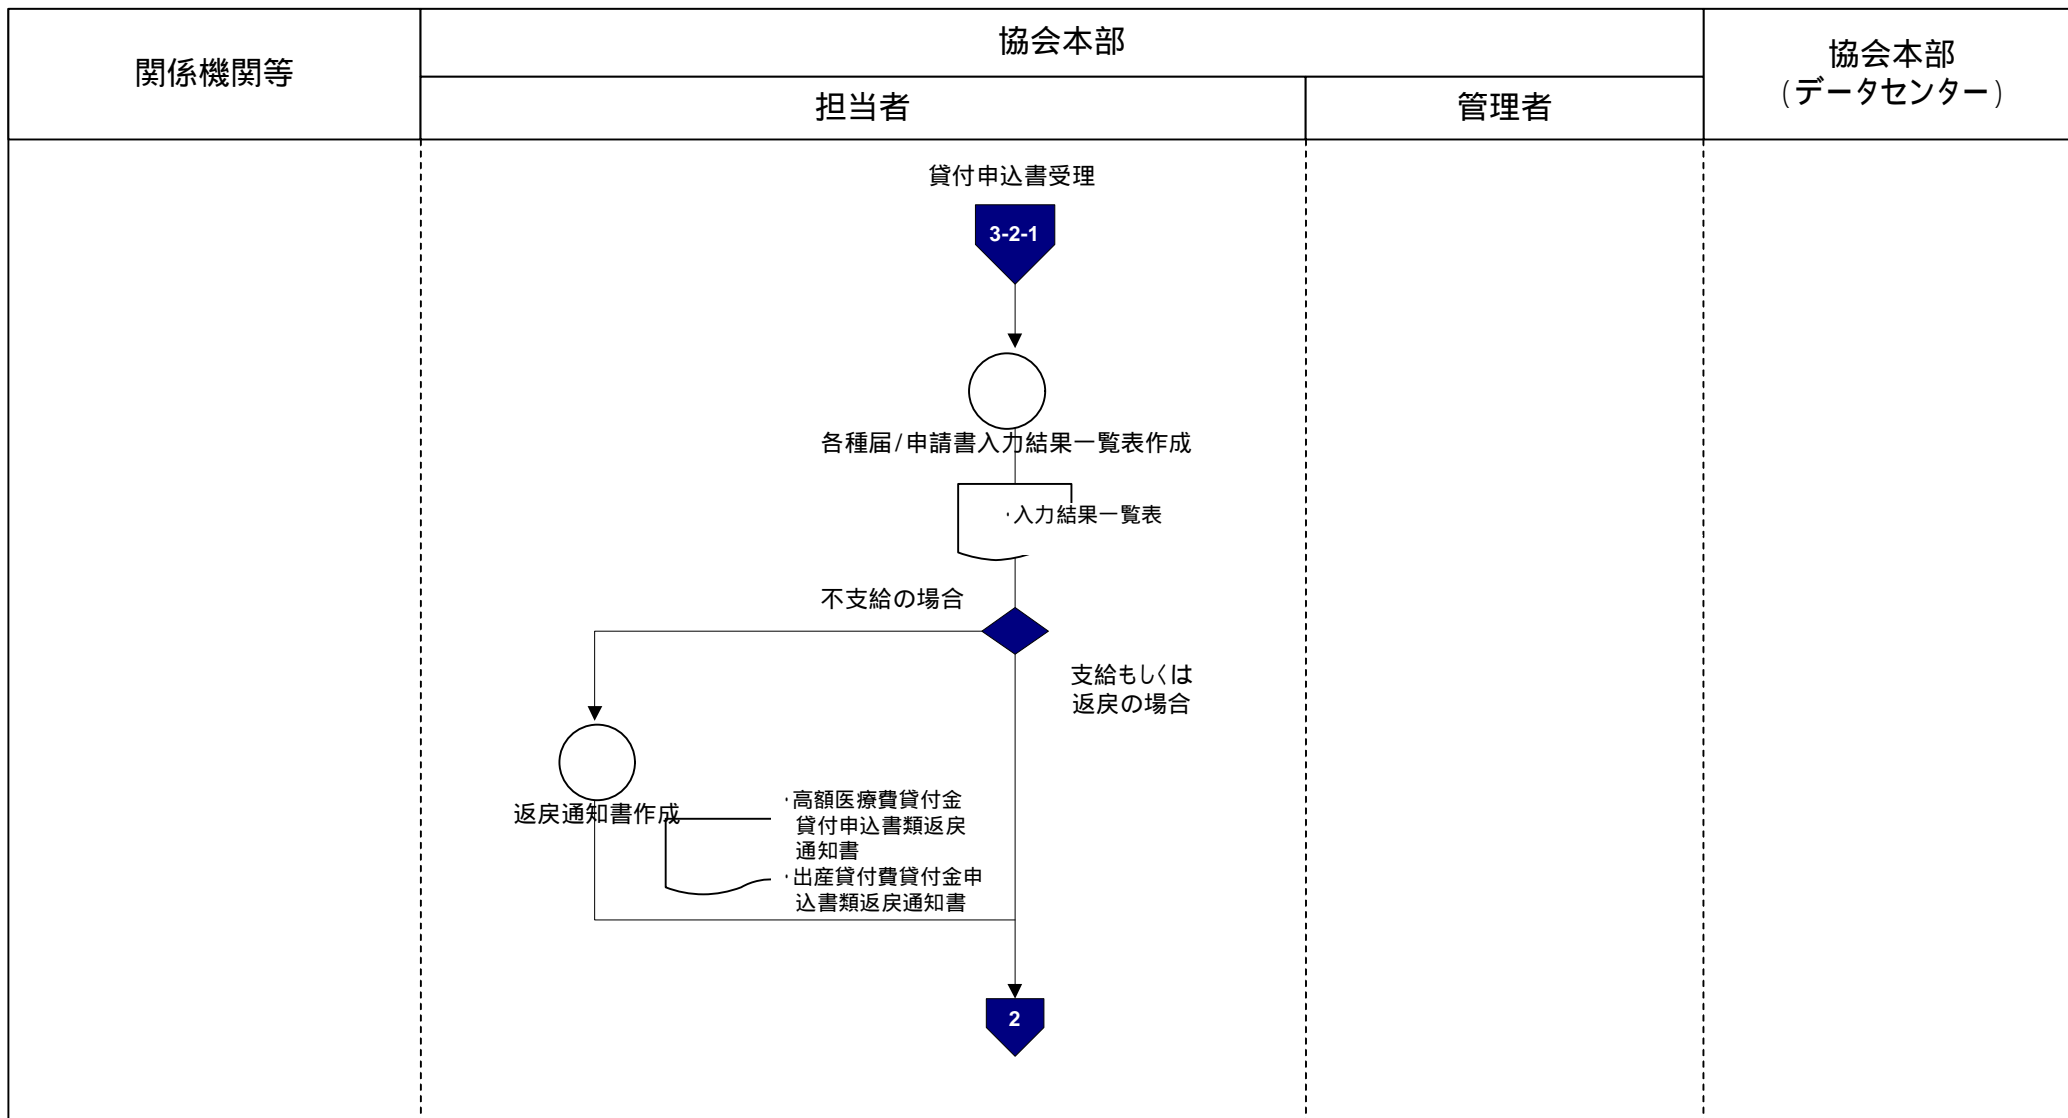 関係機関等
協会本部
担当者
管理者
協会本部
(データセンター)
貸付申込書受理
3-2-1
各種届/申請書入力結果一覧表作成
・入力結果一覧表
不支給の場合
支給もしくは
返戻の場合
返戻通知書作成
・高額医療費貸付金
貸付申込書類返戻
通知書
・出産貸付費貸付金申
込書類返戻通知書
2